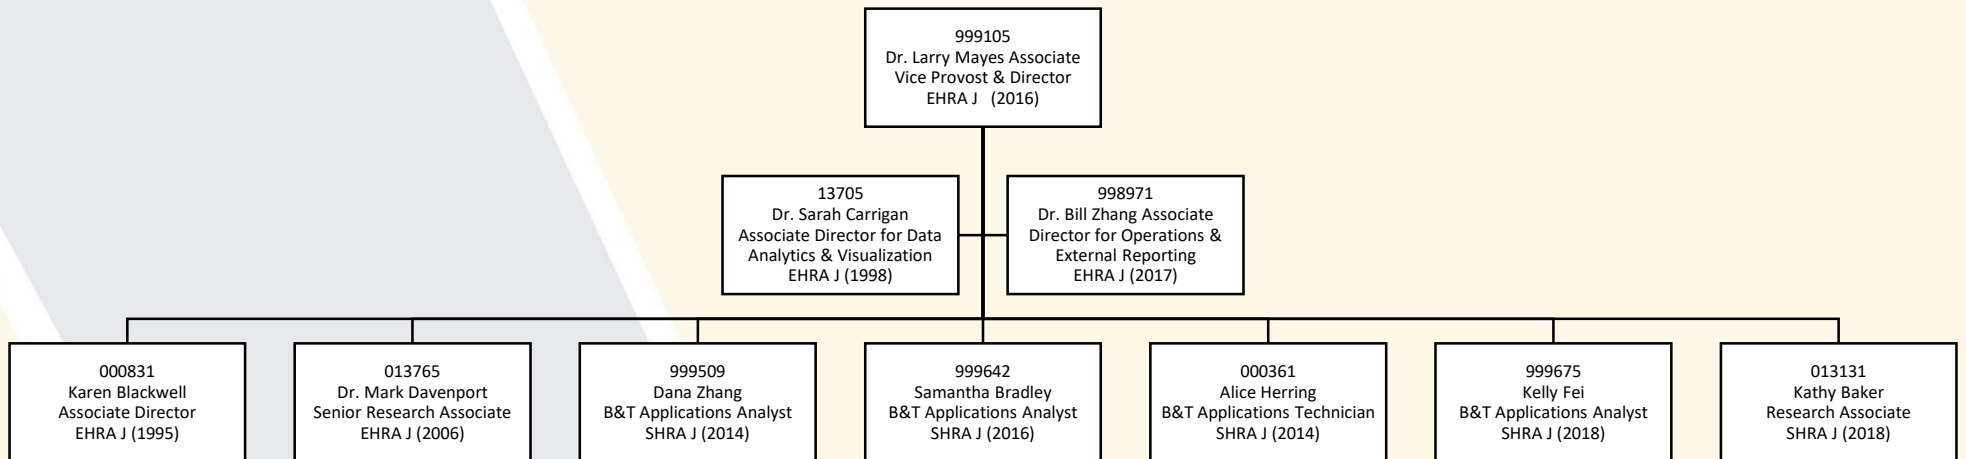 999105
Dr. Larry Mayes Associate
Vice Provost & Director
EHRA J   (2016)
13705
Dr. Sarah Carrigan
Associate Director for Data
Analytics & Visualization
EHRA J (1998)
998971
Dr. Bill Zhang Associate
Director for Operations &
External Reporting
EHRA J (2017)
000831
Karen Blackwell
Associate Director
EHRA J (1995)
013765
Dr. Mark Davenport
Senior Research Associate
EHRA J (2006)
999509
Dana Zhang
B&T Applications Analyst
SHRA J (2014)
999642
Samantha Bradley
B&T Applications Analyst
SHRA J (2016)
000361
Alice Herring
B&T Applications Technician
SHRA J (2014)
999675
Kelly Fei
B&T Applications Analyst
SHRA J (2018)
013131
Kathy Baker
Research Associate
SHRA J (2018)